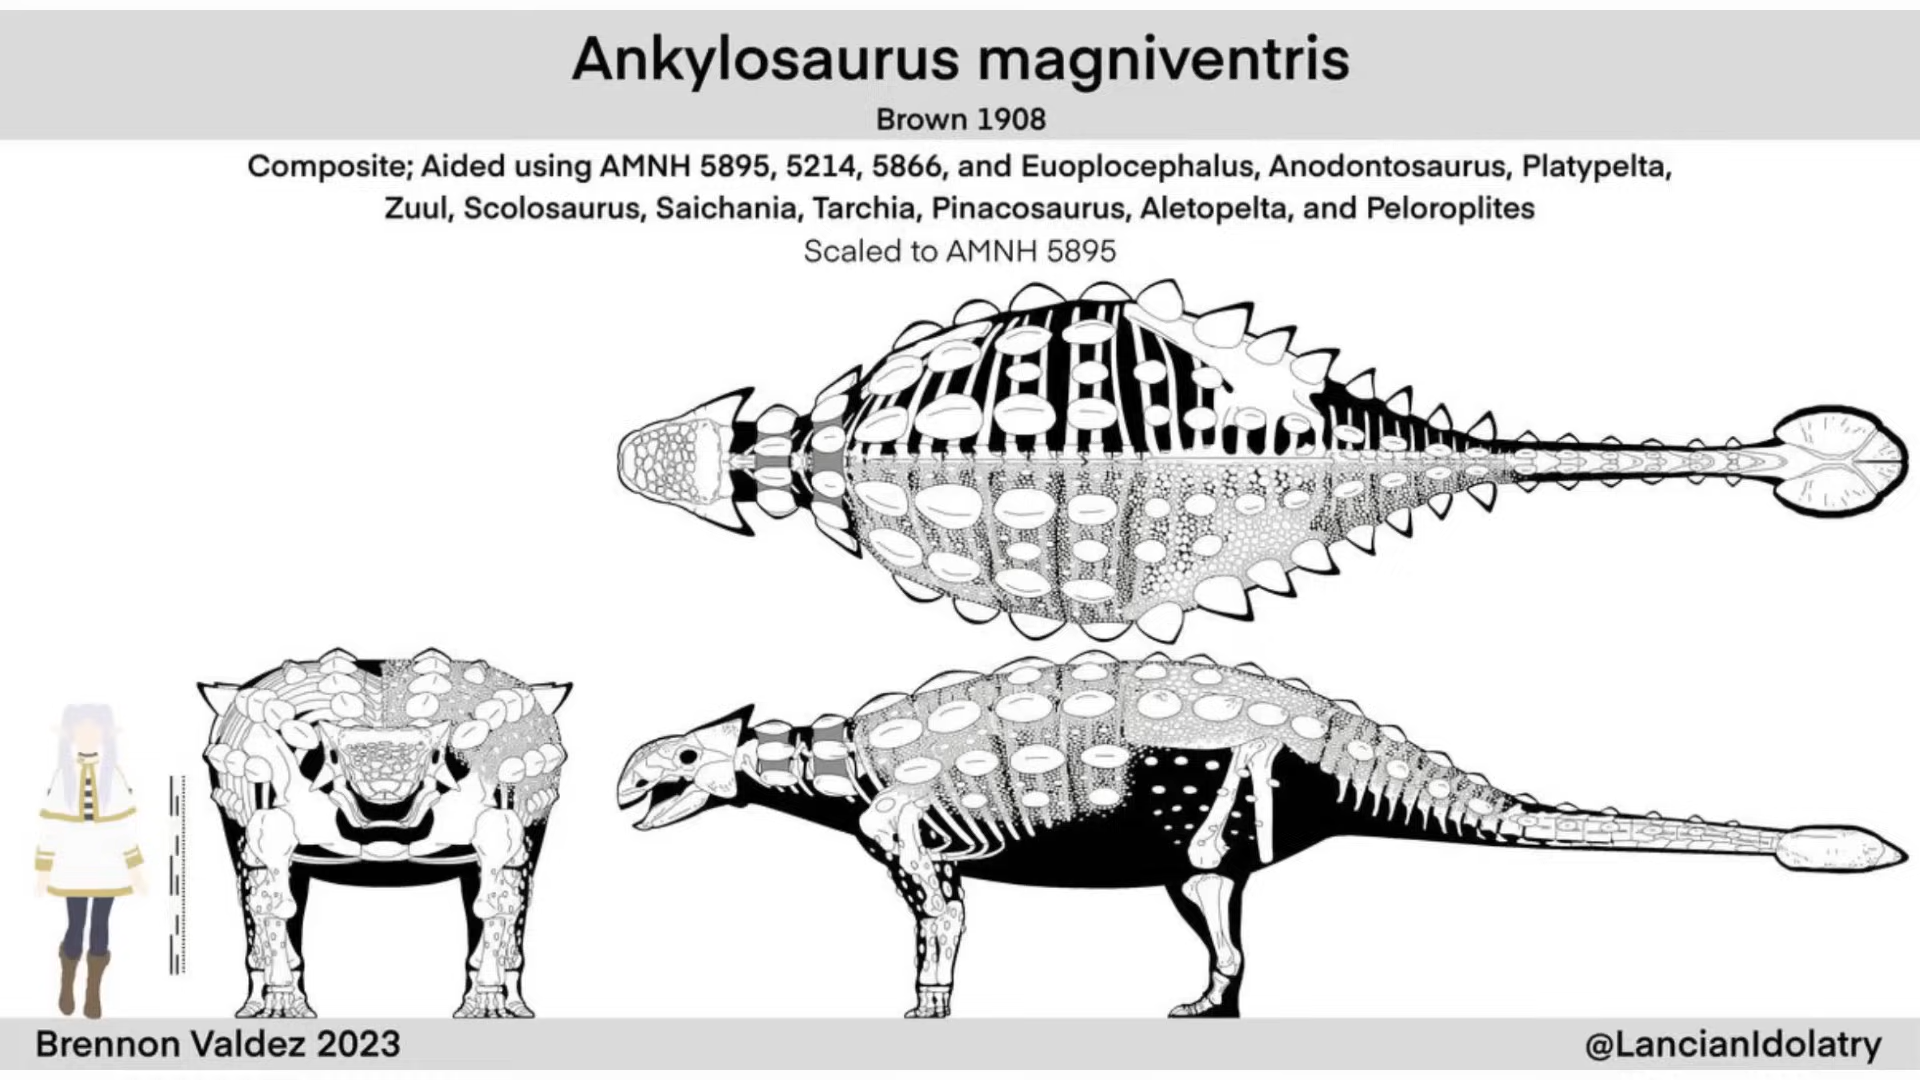 Ankylosaurus magniventris
Brown 1908
Composite; Aided using AMNH 5895, 5214, 5866, and Euoplocephalus, Anodontosaurus, Platypelta,
Zuul, Scolosaurus, Saichania, Tarchia, Pinacosaurus, Aletopelta, and Peloroplites
Scaled to AMNH 5895
Brennon Valdez 2023
@LancianIdolatry